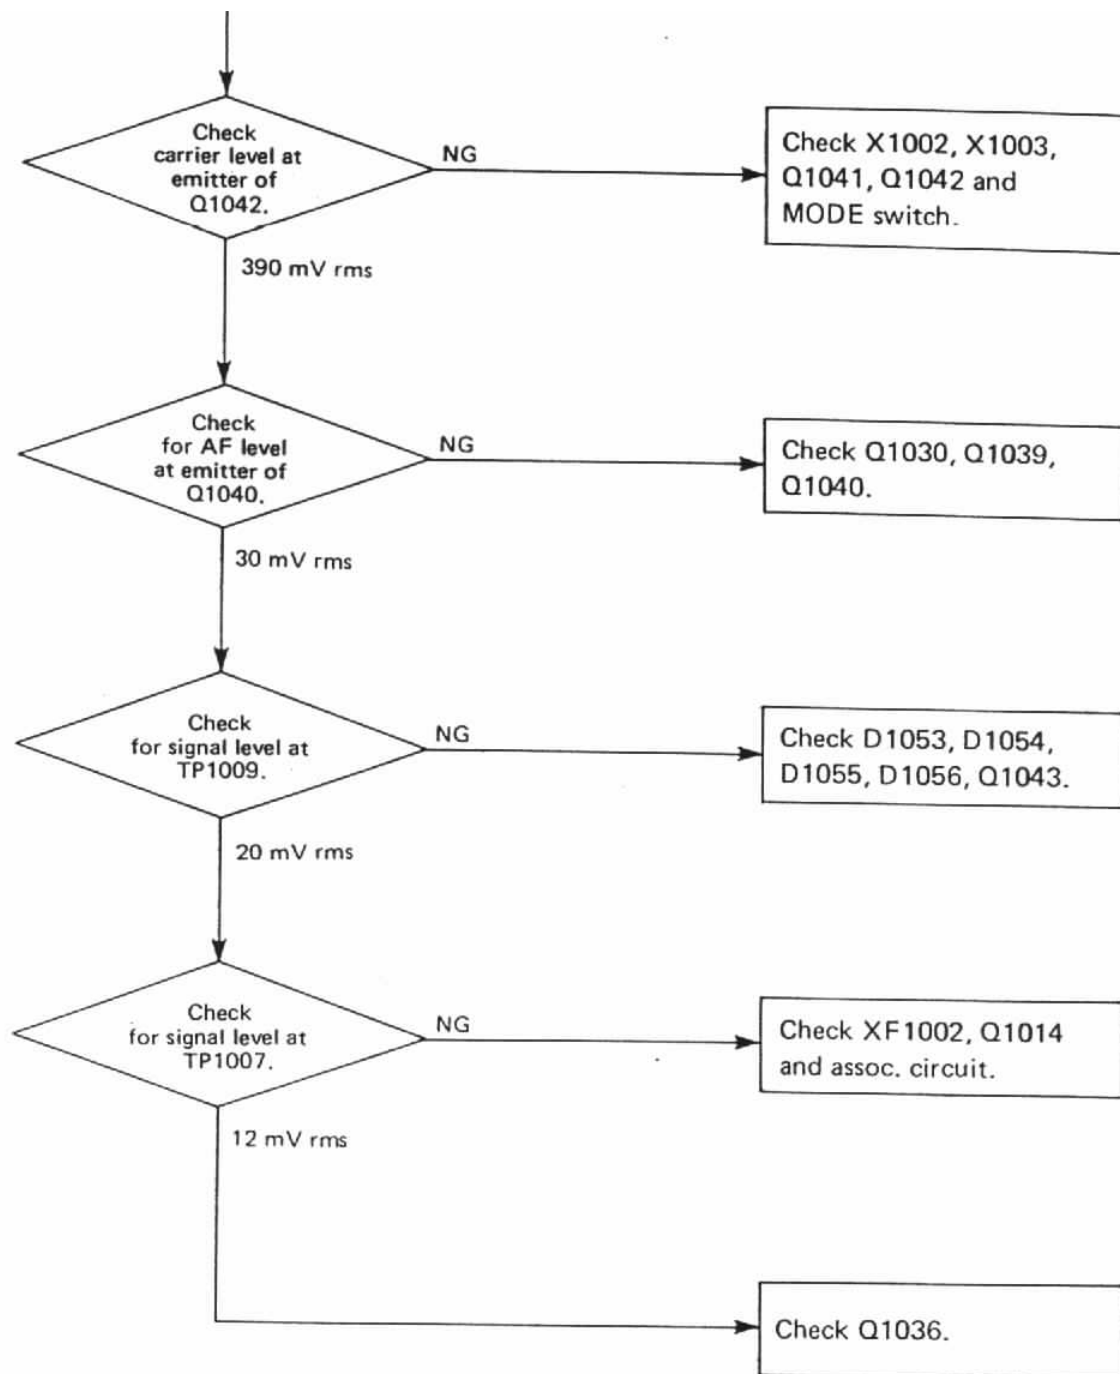 Check
carrier level at
emitter of
Q1042.
NG
Check X1002, X1003,
Q1041, Q1042 and
MODE switch.
390 mV rms
Check
for AF level
at emitter of
Q1040.
NG
Check Q1030, Q1039,
Q1040.
30 mV rms
Check
for signal level at
TP1009.
NG
Check D1053, D1054,
D1055, D1056, Q1043.
20 mV rms
Check
for signal level at
TP1007.
NG
Check XF1002, Q1014
and assoc. circuit.
12 mV rms
Check Q1036.